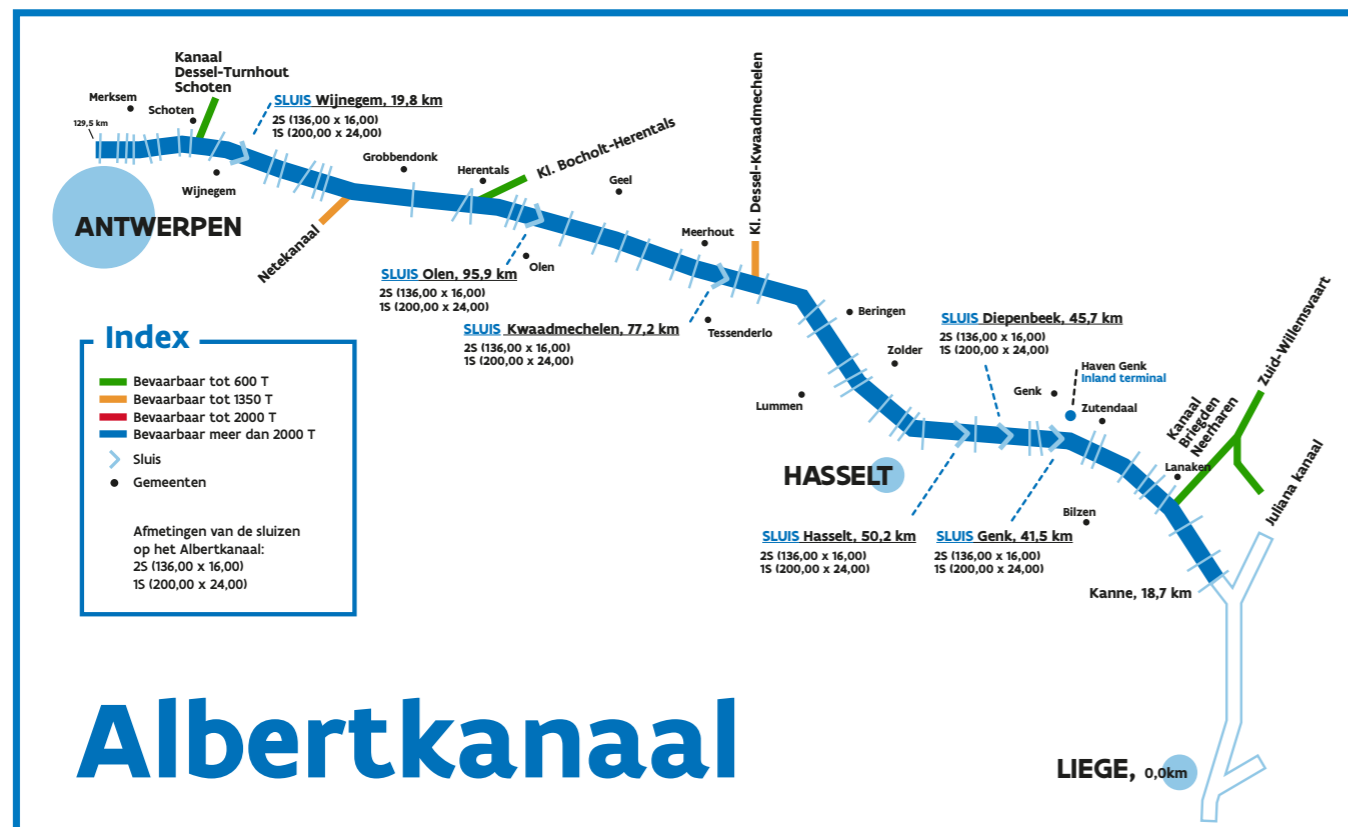 Kanaal
Dessel-Turnhout
Schoten
Merksem
Schoten
129,5 km
SLUIS Wijnegem, 19,8 km
2S (136,00 x 16,00)
1S (200,00 x 24,00)
Wijnegem
ANTWERPEN
Netekanaal
Grobbendonk
Herentals
Kl. Bocholt-Herentals
Geel
SLUIS Olen, 95,9 km
2S (136,00 x 16,00)
1S (200,00 x 24,00)
Olen
Meerhout
Kl. Dessel-Kwaadmechelen
SLUIS Kwaadmechelen, 77,2 km
2S (136,00 x 16,00)
1S (200,00 x 24,00)
Tessenderlo
Beringen
Zolder
Lummen
SLUIS Diepenbeek, 45,7 km
2S (136,00 x 16,00)
1S (200,00 x 24,00)
Haven Genk
Inland terminal
Genk
Zutendaal
Zuid-Willemsvaart
Kanaal
Briegden
Neerharen
Lanaken
Juliana kanaal
HASSELT
Bilzen
SLUIS Hasselt, 50,2 km
2S (136,00 x 16,00)
1S (200,00 x 24,00)
SLUIS Genk, 41,5 km
2S (136,00 x 16,00)
1S (200,00 x 24,00)
Kanne, 18,7 km
Index
Bevaarbaar tot 600 T
Bevaarbaar tot 1350 T
Bevaarbaar tot 2000 T
Bevaarbaar meer dan 2000 T
Sluis
Gemeenten
Afmetingen van de sluizen
op het Albertkanaal:
2S (136,00 x 16,00)
1S (200,00 x 24,00)
Albertkanaal
LIEGE, 0,0km